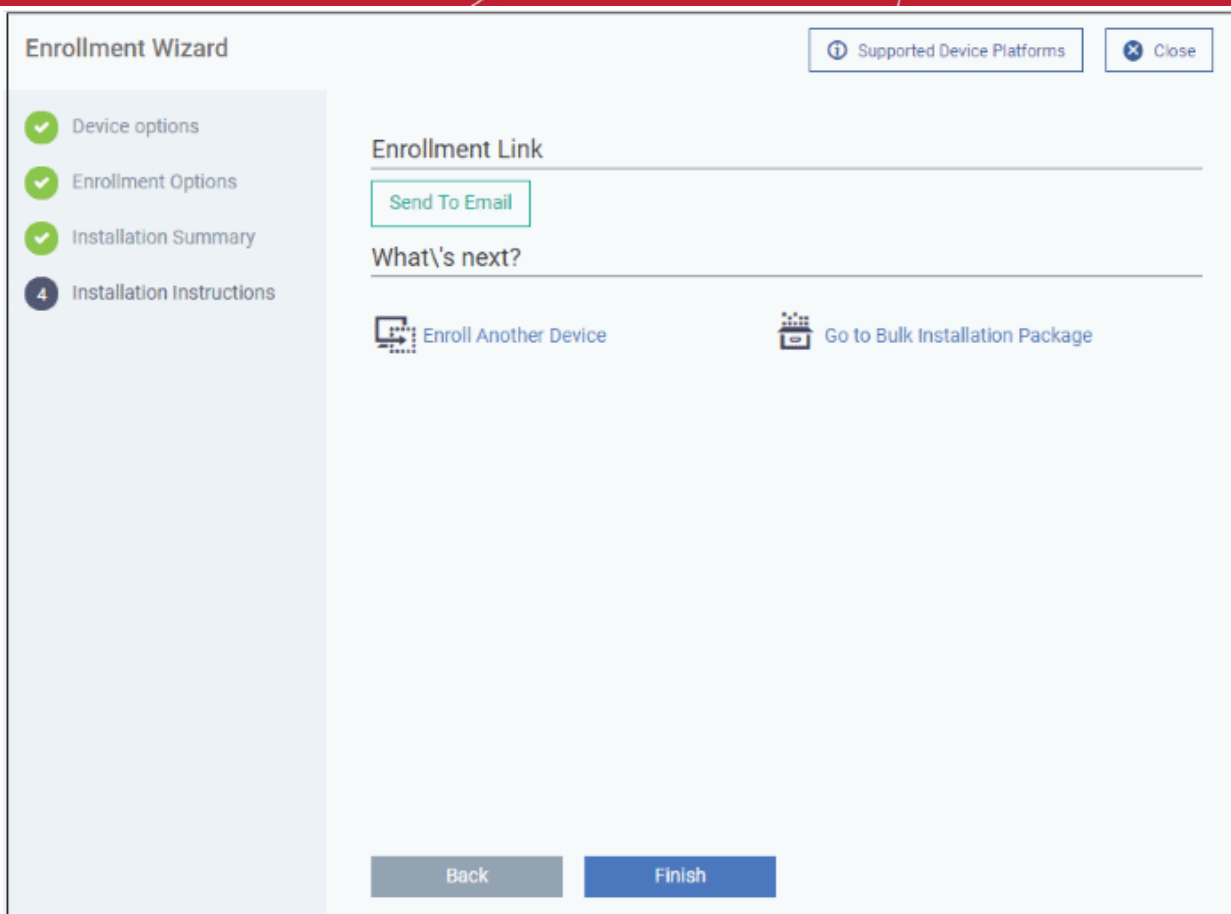 Enrollment Wizard
Supported Device Platforms
Close
Device options
Enrollment Options
Installation Summary
4 Installation Instructions
Enrollment Link
Send To Email
What\'s next?
Enroll Another Device
Go to Bulk Installation Package
Back
Finish